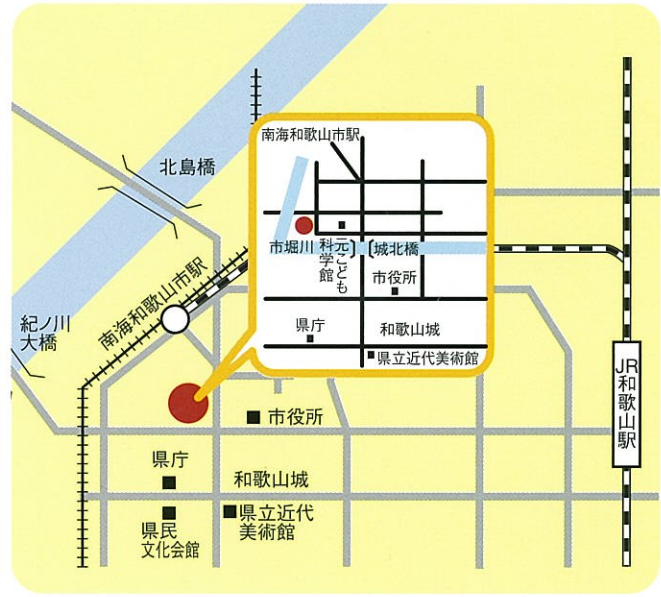 北島橋
南海和歌山市駅
市堀川
元こども
科学館
城北橋
市役所
県庁
和歌山城
県立近代美術館
南海和歌山市駅
紀ノ川
大橋
JR和歌山駅
市役所
県庁
和歌山城
県民
文化会館
県立近代
美術館